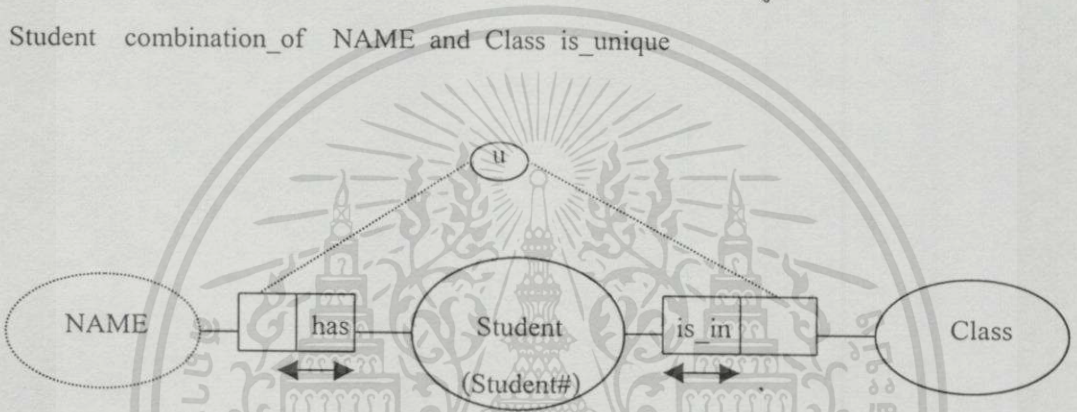 Student combination_of NAME and Class is_unique
u
NAME has Student is_in Class
(Student#)